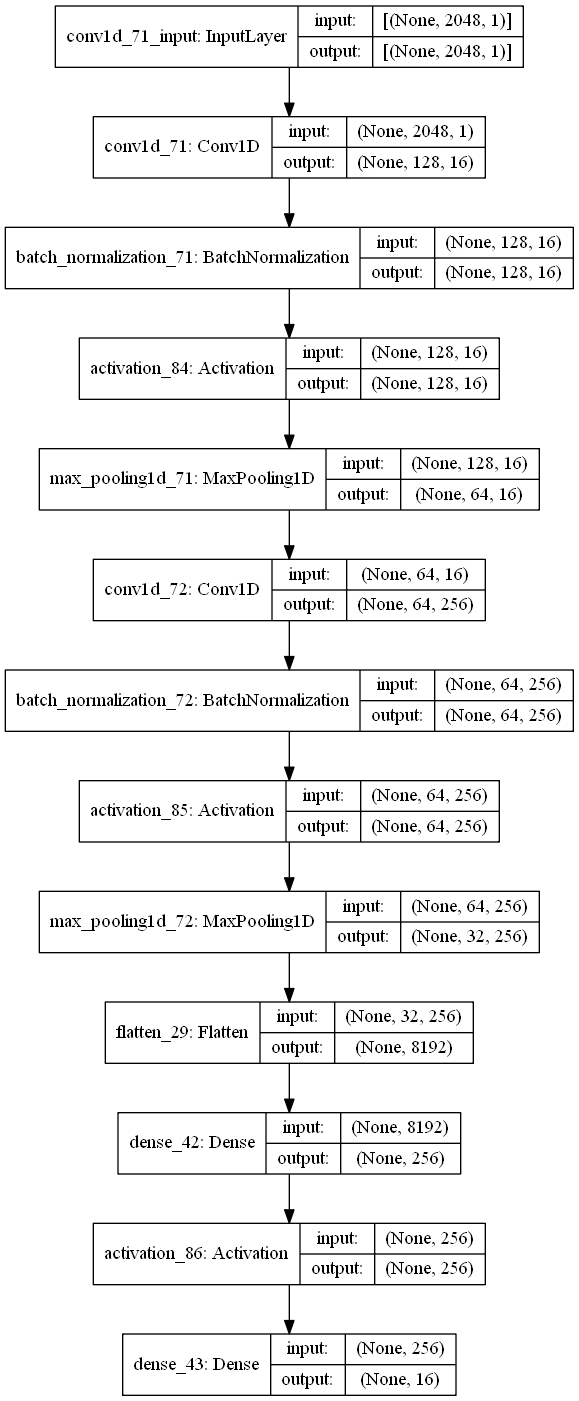 conv1d_71_input: InputLayer
input: [(None, 2048, 1)]
output: [(None, 2048, 1)]
conv1d_71: Conv1D
input: (None, 2048, 1)
output: (None, 128, 16)
batch_normalization_71: BatchNormalization
input: (None, 128, 16)
output: (None, 128, 16)
activation_84: Activation
input: (None, 128, 16)
output: (None, 128, 16)
max_pooling1d_71: MaxPooling1D
input: (None, 128, 16)
output: (None, 64, 16)
conv1d_72: Conv1D
input: (None, 64, 16)
output: (None, 64, 256)
batch_normalization_72: BatchNormalization
input: (None, 64, 256)
output: (None, 64, 256)
activation_85: Activation
input: (None, 64, 256)
output: (None, 64, 256)
max_pooling1d_72: MaxPooling1D
input: (None, 64, 256)
output: (None, 32, 256)
flatten_29: Flatten
input: (None, 32, 256)
output: (None, 8192)
dense_42: Dense
input: (None, 8192)
output: (None, 256)
activation_86: Activation
input: (None, 256)
output: (None, 256)
dense_43: Dense
input: (None, 256)
output: (None, 16)